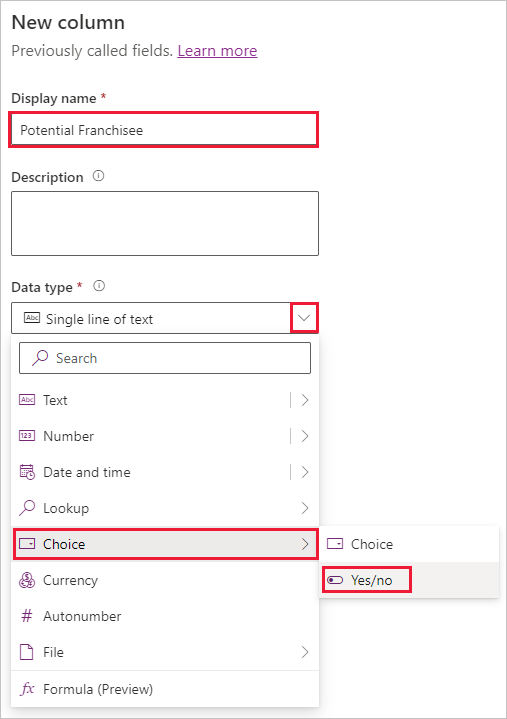 New column
Previously called fields. Learn more
Display name *
Potential Franchisee
Description
Data type *
Abc Single line of text
Search
Abc Text
123 Number
Date and time
Lookup
Choice
Choice
Yes/no
Currency
# Autonumber
File
fx Formula (Preview)